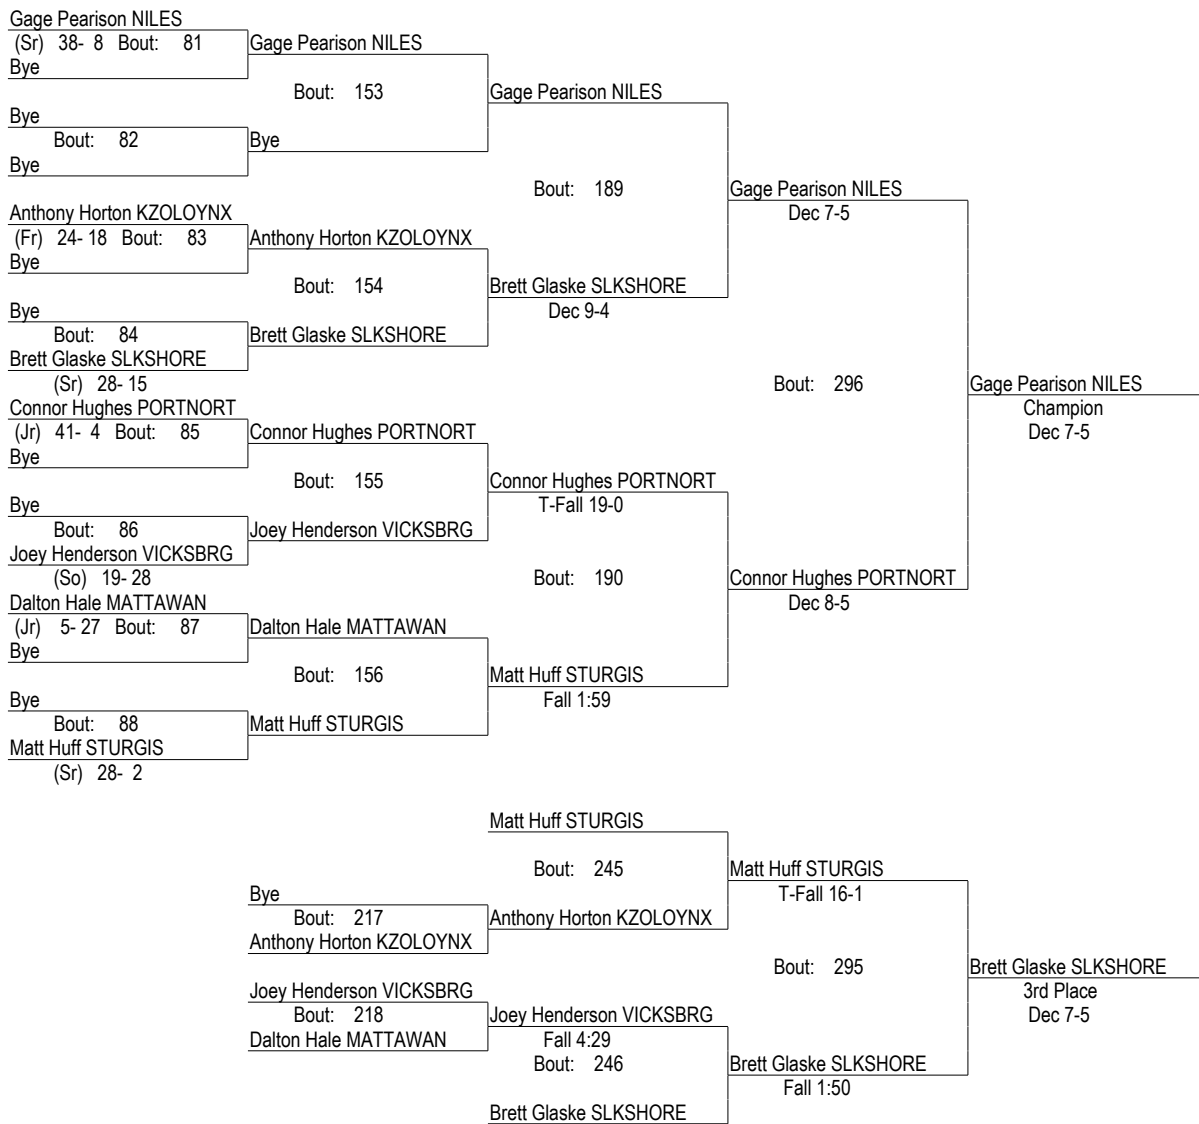 Gage Pearison NILES
(Sr) 38- 8 Bout: 81
Gage Pearison NILES
Bye
Bout: 153
Gage Pearison NILES
Bye
Bout: 82
Bye
Bye
Bout: 189
Gage Pearison NILES
Dec 7-5
Anthony Horton KZOLOYNX
(Fr) 24- 18 Bout: 83
Anthony Horton KZOLOYNX
Bye
Bout: 154
Brett Glaske SLKSHORE
Dec 9-4
Bye
Bout: 84
Brett Glaske SLKSHORE
Brett Glaske SLKSHORE
(Sr) 28- 15
Bout: 296
Gage Pearison NILES
Champion
Dec 7-5
Connor Hughes PORTNORT
(Jr) 41- 4 Bout: 85
Connor Hughes PORTNORT
Bye
Bout: 155
Connor Hughes PORTNORT
T-Fall 19-0
Bye
Bout: 86
Joey Henderson VICKSBRG
Joey Henderson VICKSBRG
(So) 19- 28
Bout: 190
Connor Hughes PORTNORT
Dec 8-5
Dalton Hale MATTAWAN
(Jr) 5- 27 Bout: 87
Dalton Hale MATTAWAN
Bye
Bout: 156
Matt Huff STURGIS
Fall 1:59
Bye
Bout: 88
Matt Huff STURGIS
Matt Huff STURGIS
(Sr) 28- 2
Matt Huff STURGIS
Bout: 245
Matt Huff STURGIS
T-Fall 16-1
Bye
Bout: 217
Anthony Horton KZOLOYNX
Anthony Horton KZOLOYNX
Bout: 295
Brett Glaske SLKSHORE
3rd Place
Dec 7-5
Joey Henderson VICKSBRG
Bout: 218
Joey Henderson VICKSBRG
Dalton Hale MATTAWAN
Fall 4:29
Bout: 246
Brett Glaske SLKSHORE
Fall 1:50
Brett Glaske SLKSHORE